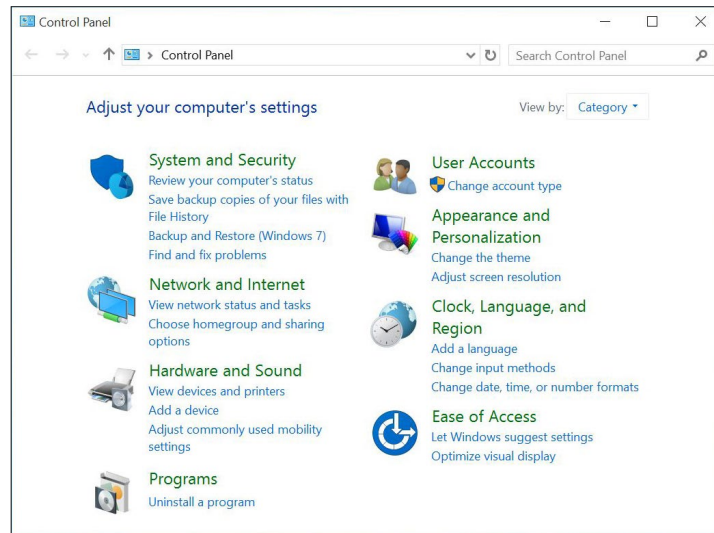 Control Panel
Control Panel
Search Control Panel
Adjust your computer's settings
View by: Category
System and Security
Review your computer's status
Save backup copies of your files with
File History
Backup and Restore (Windows 7)
Find and fix problems
Network and Internet
View network status and tasks
Choose homegroup and sharing
options
Hardware and Sound
View devices and printers
Add a device
Adjust commonly used mobility
settings
Programs
Uninstall a program
User Accounts
Change account type
Appearance and
Personalization
Change the theme
Adjust screen resolution
Clock, Language, and
Region
Add a language
Change input methods
Change date, time, or number formats
Ease of Access
Let Windows suggest settings
Optimize visual display